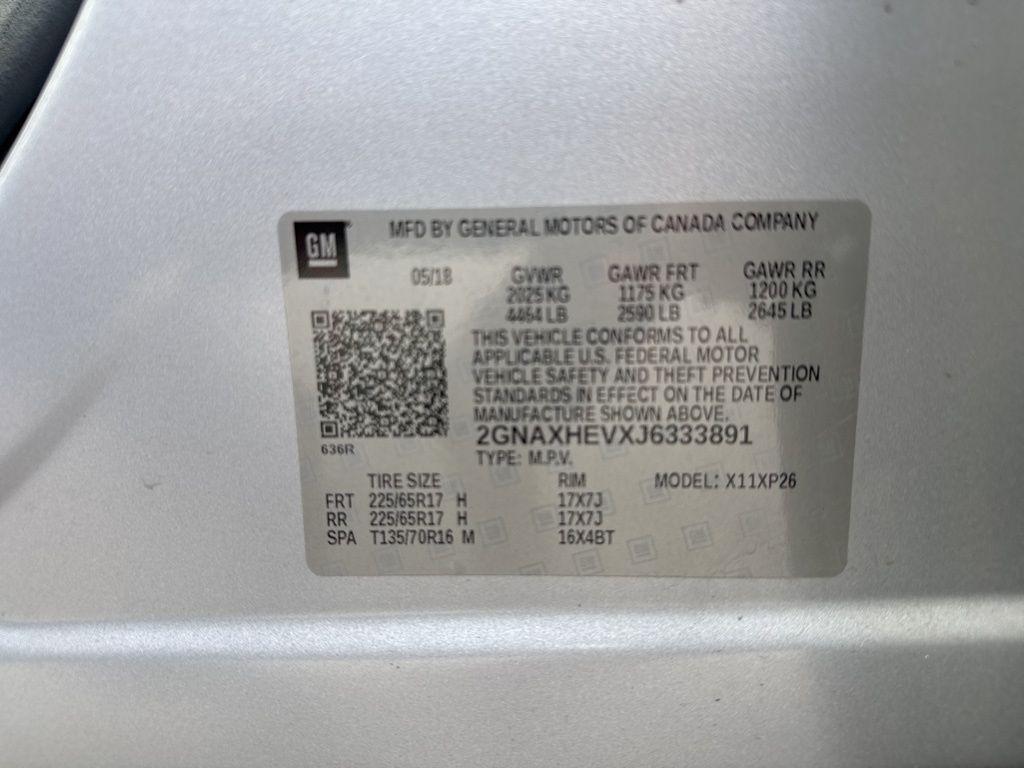 GM
MFD BY GENERAL MOTORS OF CANADA COMPANY
05/18 GVWR GAWR FRT GAWR RR
2025 KG 1175 KG 1200 KG
4464 LB 2590 LB 2645 LB
THIS VEHICLE CONFORMS TO ALL
APPLICABLE U.S. FEDERAL MOTOR
VEHICLE SAFETY AND THEFT PREVENTION
STANDARDS IN EFFECT ON THE DATE OF
MANUFACTURE SHOWN ABOVE.
2GNAXHEVXJ6333891
636R
TYPE: M.P.V.
TIRE SIZE RIM MODEL: X11XP26
FRT 225/65R17 H 17X7J
RR 225/65R17 H 17X7J
SPA T135/70R16 M 16X4BT